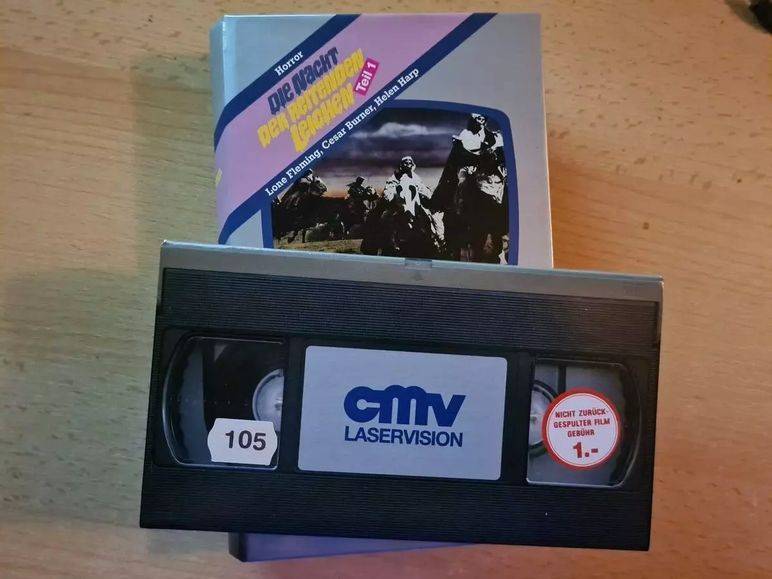 Horror
Die Nacht
der reitenden
Leichen
Teil 1
Lone Fleming, Cesar Burner, Helen Harp
cmv
LASERVISION
105
NICHT ZURÜCK-
GESPULTER FILM
GEBÜHR
1.-